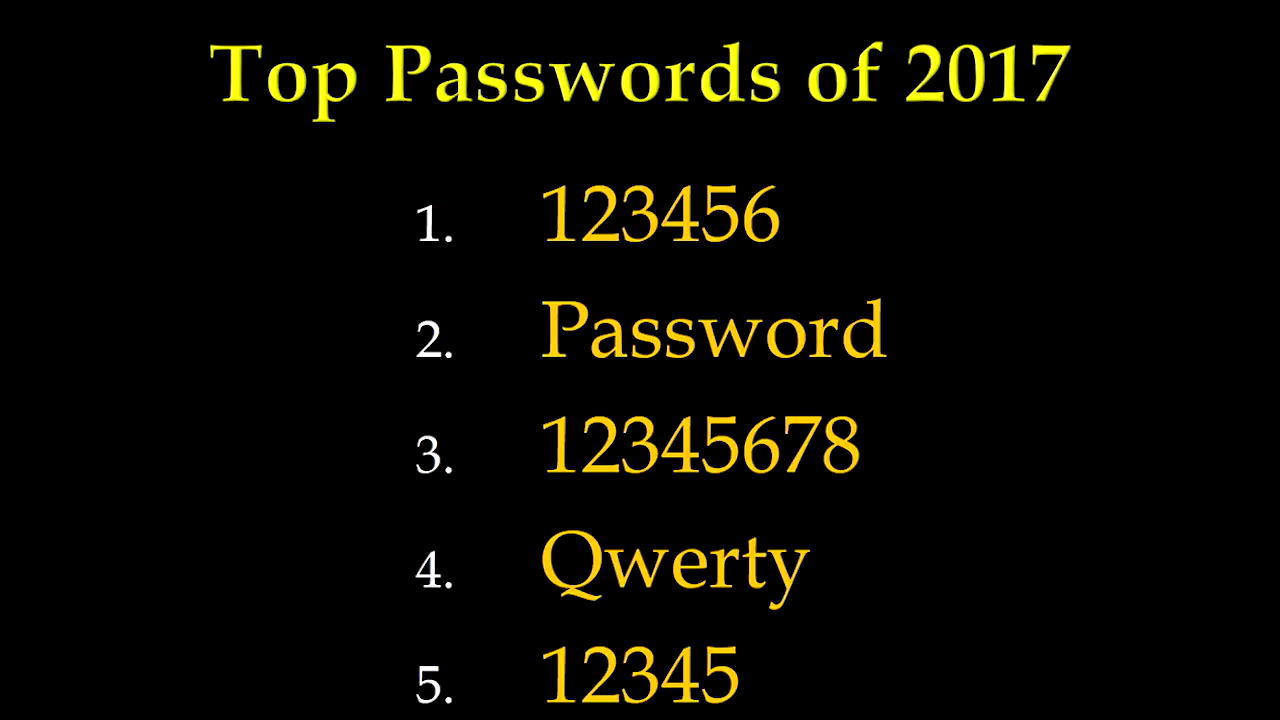 Top Passwords of 2017
1. 123456
2. Password
3. 12345678
4. Qwerty
5. 12345